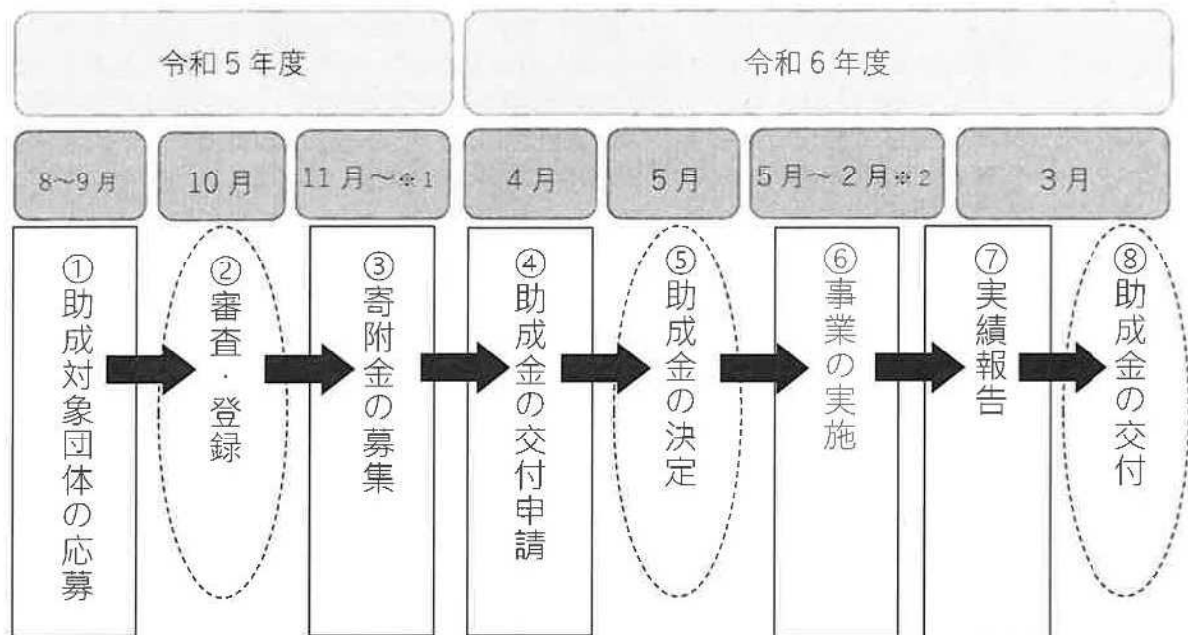 令和5年度
令和6年度
8～9月
10月
11月～※1
4月
5月
5月～2月※2
3月
①助成対象団体の応募
②審査・登録
③寄附金の募集
④助成金の交付申請
⑤助成金の決定
⑥事業の実施
⑦実績報告
⑧助成金の交付